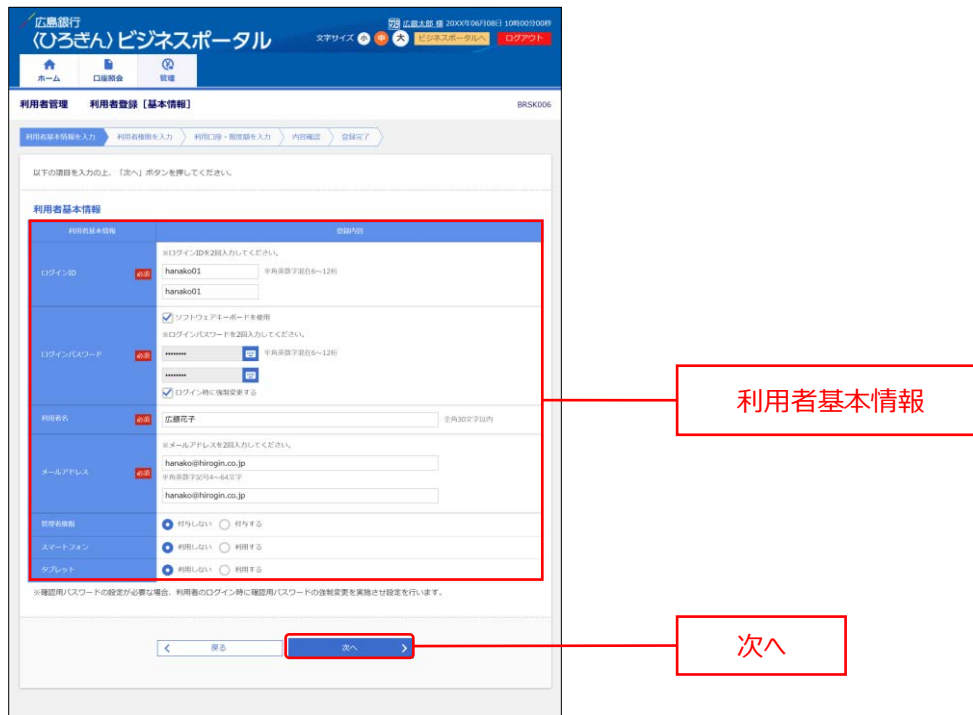 広島銀行
広銀太郎 様 20XX年06月08日 10時00分00秒
〈ひろぎん〉ビジネスポータル
文字サイズ 小 中 大 ビジネスポータルへ ログアウト
ホーム 口座照会 管理
利用者管理 利用者登録［基本情報］ BRSK006
利用者基本情報を入力 利用者権限を入力 利用口座・限度額を入力 内容確認 登録完了
以下の項目を入力の上、「次へ」ボタンを押してください。
利用者基本情報
利用者基本情報 登録内容
※ログインIDを2回入力してください。
ログインID 必須 hanako01 半角英数字混在6～12桁
hanako01
ソフトウェアキーボードを使用
※ログインパスワードを2回入力してください。
ログインパスワード 必須 •••••••• 半角英数字混在6～12桁
••••••••
ログイン時に強制変更する
利用者名 必須 広銀花子 全角30文字以内
※メールアドレスを2回入力してください。
hanako@hirogin.co.jp
メールアドレス 必須 半角英数字記号4～64文字
hanako@hirogin.co.jp
管理者権限 付与しない 付与する
スマートフォン 利用しない 利用する
タブレット 利用しない 利用する
※確認用パスワードの設定が必要な場合、利用者のログイン時に確認用パスワードの強制変更を実施させ設定を行います。
戻る 次へ
利用者基本情報
次へ